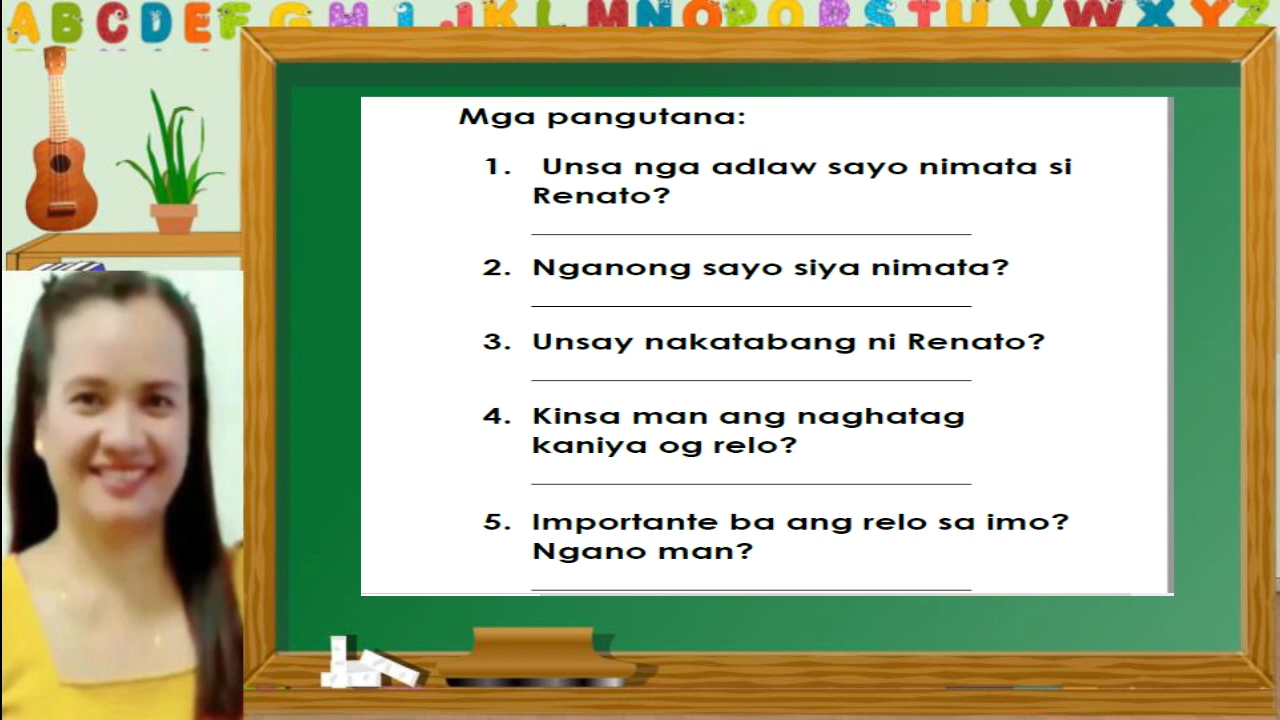 A B C D E F G H I J K L M N O P Q R S T U V W X Y Z
Mga pangutana:
1. Unsa nga adlaw sayo nimata si
Renato?
2. Nganong sayo siya nimata?
3. Unsay nakatabang ni Renato?
4. Kinsa man ang naghatag
kaniya og relo?
5. Importante ba ang relo sa imo?
Ngano man?